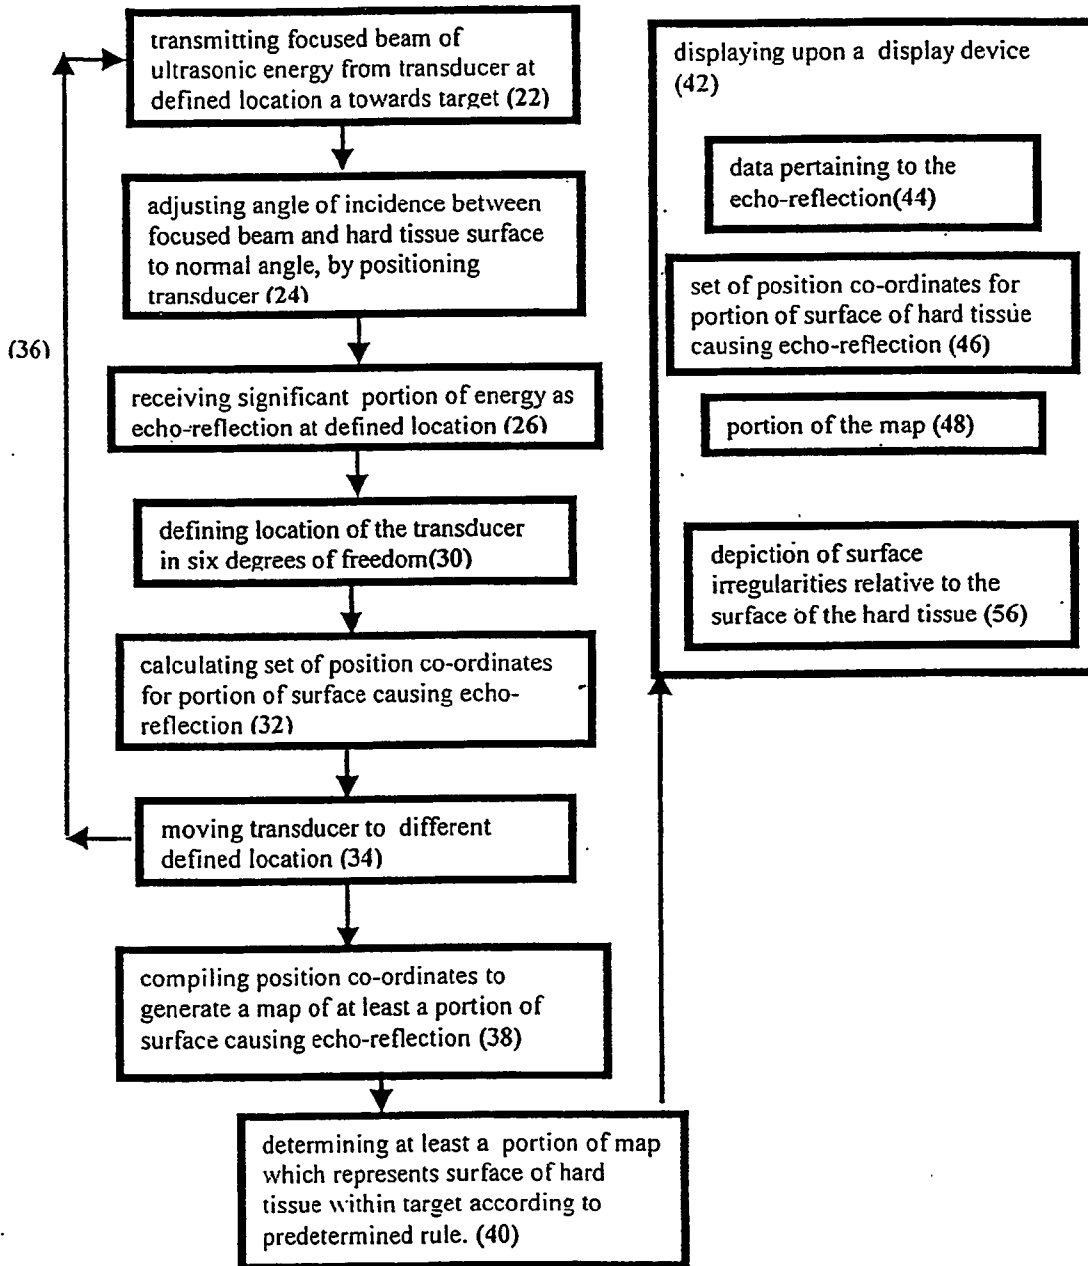 transmitting focused beam of
ultrasonic energy from transducer at
defined location a towards target (22)
adjusting angle of incidence between
focused beam and hard tissue surface
to normal angle, by positioning
transducer (24)
(36)
receiving significant portion of energy as
echo-reflection at defined location (26)
defining location of the transducer
in six degrees of freedom(30)
calculating set of position co-ordinates
for portion of surface causing echo-
reflection (32)
moving transducer to different
defined location (34)
compiling position co-ordinates to
generate a map of at least a portion of
surface causing echo-reflection (38)
determining at least a portion of map
which represents surface of hard
tissue within target according to
predetermined rule. (40)
displaying upon a display device
(42)
data pertaining to the
echo-reflection(44)
set of position co-ordinates for
portion of surface of hard tissue
causing echo-reflection (46)
portion of the map (48)
depiction of surface
irregularities relative to the
surface of the hard tissue (56)